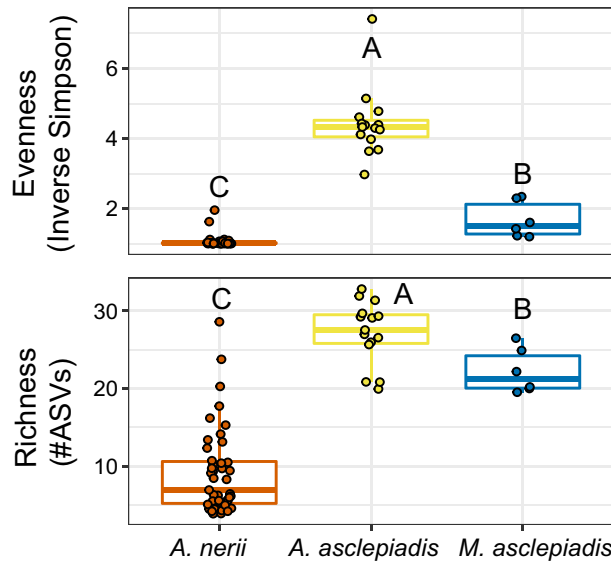 Evenness
(Inverse Simpson)
6
4
2
C
A
B
Richness
(#ASVs)
30
20
10
C
A
B
A. nerii
A. asclepiadis
M. asclepiadis